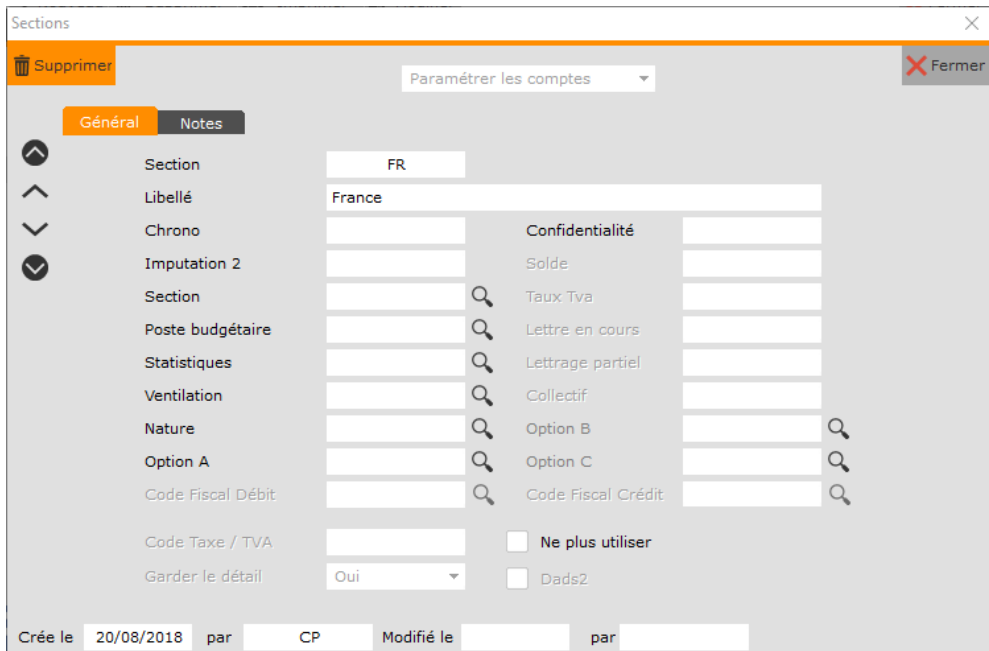 Sections
Supprimer
Paramétrer les comptes
Fermer
Général Notes
Section FR
Libellé France
Chrono Confidentialité
Imputation 2 Solde
Section Taux Tva
Poste budgétaire Lettre en cours
Statistiques Lettrage partiel
Ventilation Collectif
Nature Option B
Option A Option C
Code Fiscal Débit Code Fiscal Crédit
Code Taxe / TVA Ne plus utiliser
Garder le détail Oui Dads2
Crée le 20/08/2018 par CP Modifié le par